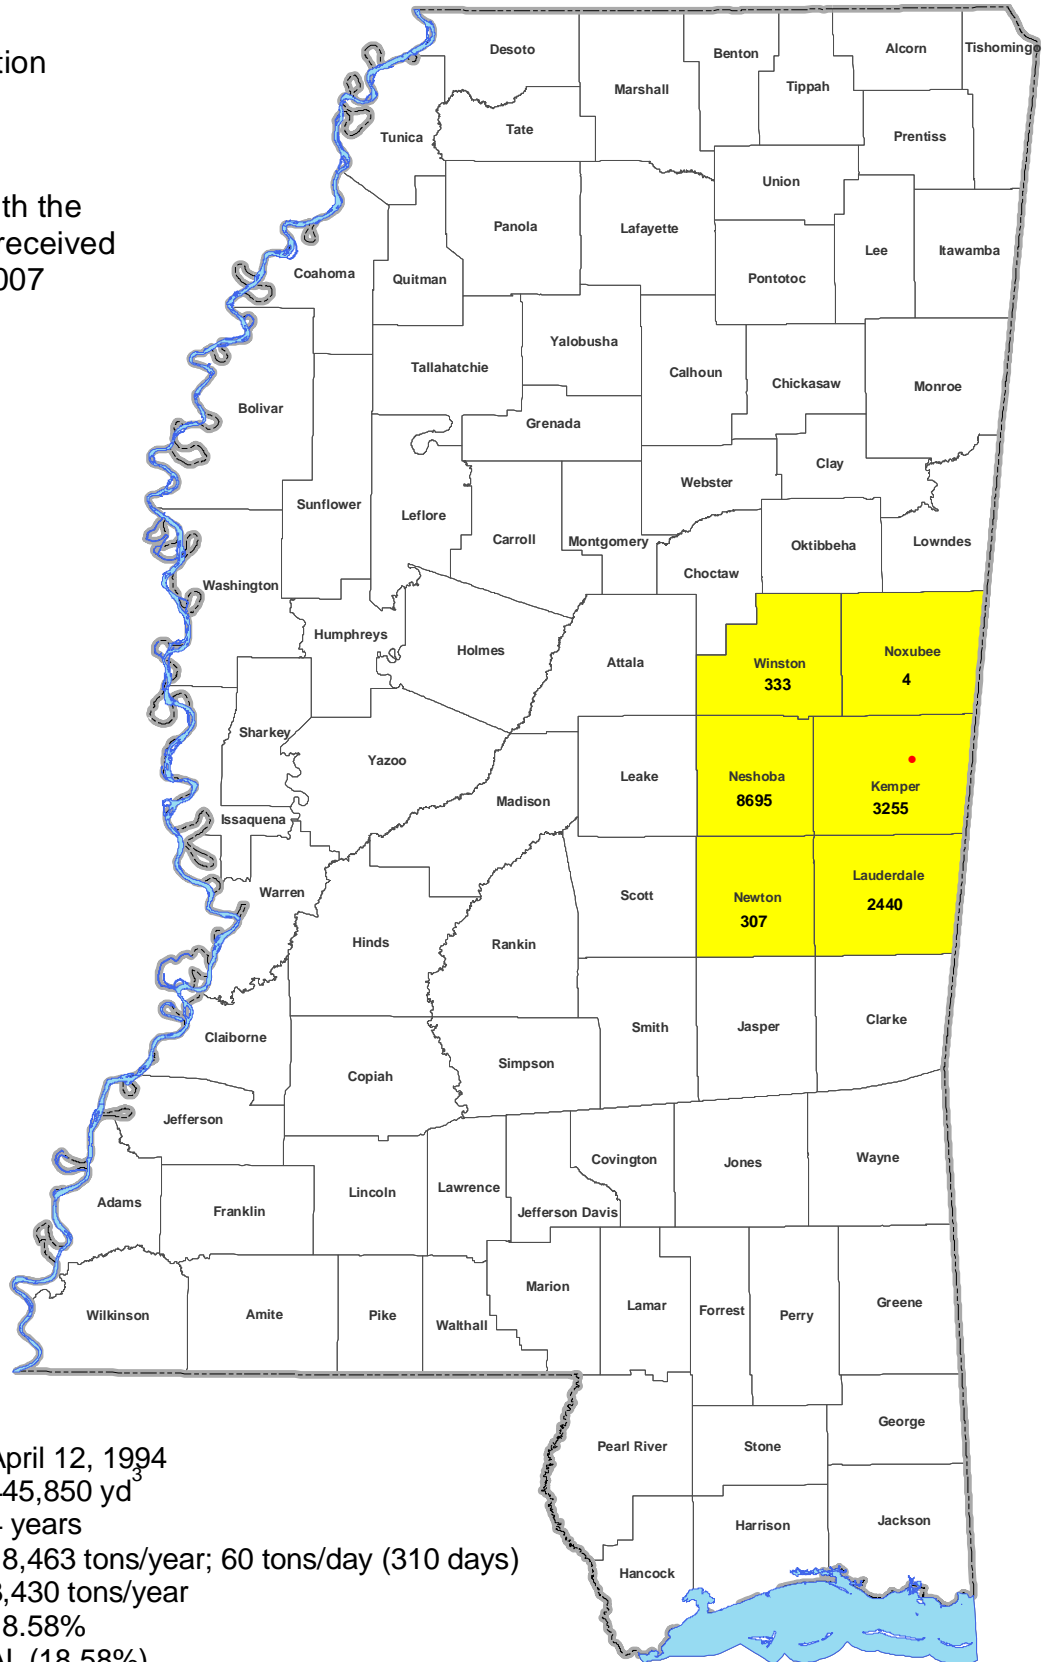 tion
Desoto
Marshall
Benton
Tippah
Alcorn
Tishomingo
Tunica
Tate
Prentiss
Union
th the
received
007
Panola
Lafayette
Lee
Itawamba
Coahoma
Quitman
Pontotoc
Yalobusha
Tallahatchie
Calhoun
Chickasaw
Monroe
Bolivar
Grenada
Clay
Webster
Sunflower
Leflore
Carroll
Montgomery
Oktibbeha
Lowndes
Choctaw
Washington
Humphreys
Holmes
Attala
Winston
333
Noxubee
4
Sharkey
Yazoo
Leake
Neshoba
8695
Kemper
3255
Madison
Issaquena
Warren
Scott
Newton
307
Lauderdale
2440
Hinds
Rankin
Smith
Jasper
Clarke
Claiborne
Copiah
Simpson
Jefferson
Covington
Jones
Wayne
Adams
Franklin
Lincoln
Lawrence
Jefferson Davis
Wilkinson
Amite
Pike
Walthall
Marion
Lamar
Forrest
Perry
Greene
George
Pearl River
Stone
Jackson
Harrison
Hancock
April 12, 1994
45,850 yd³
years
8,463 tons/year; 60 tons/day (310 days)
,430 tons/year
8.58%
AL (18.58%)